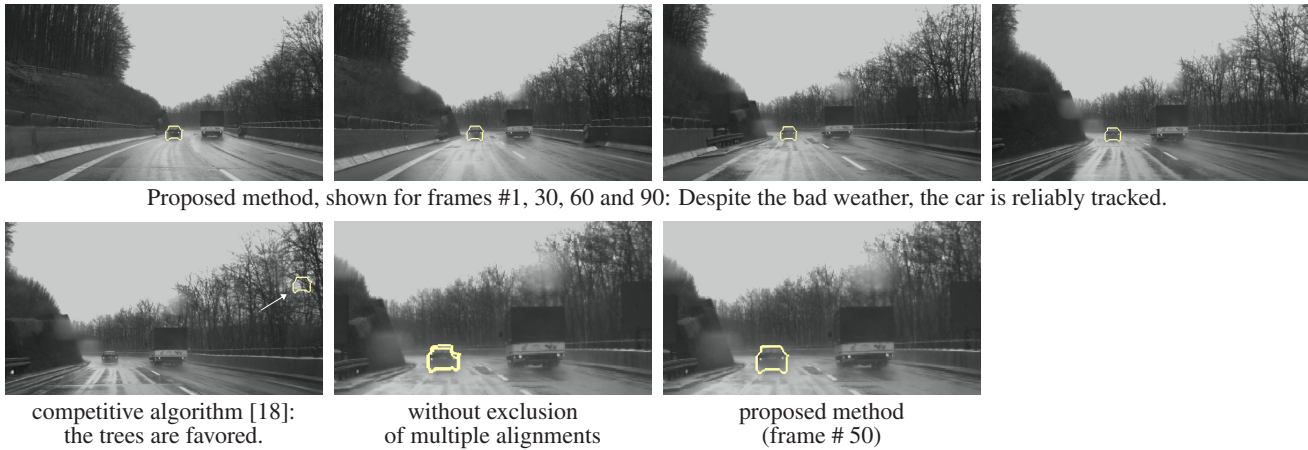 Proposed method, shown for frames #1, 30, 60 and 90: Despite the bad weather, the car is reliably tracked.
competitive algorithm [18]:
the trees are favored.
without exclusion
of multiple alignments
proposed method
(frame # 50)